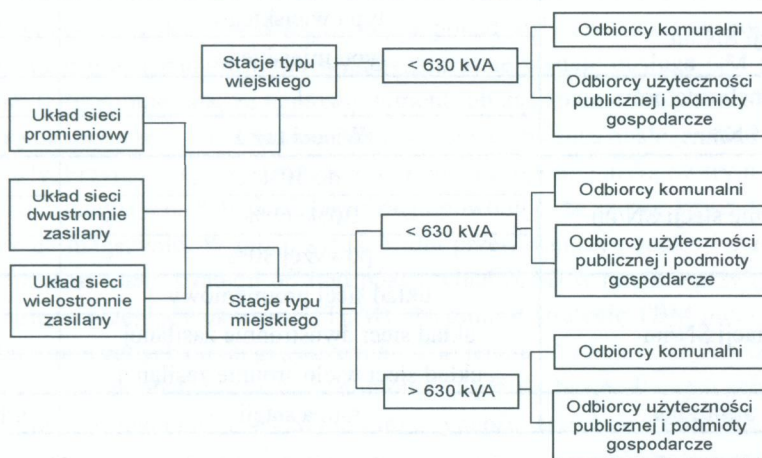 Układ sieci
promieniowy
Układ sieci
dwustronnie
zasilany
Układ sieci
wielostronnie
zasilany
Stacje typu
wiejskiego
Stacje typu
miejskiego
< 630 kVA
< 630 kVA
> 630 kVA
Odbiorcy komunalni
Odbiorcy użyteczności
publicznej i podmioty
gospodarcze
Odbiorcy komunalni
Odbiorcy użyteczności
publicznej i podmioty
gospodarcze
Odbiorcy komunalni
Odbiorcy użyteczności
publicznej i podmioty
gospodarcze